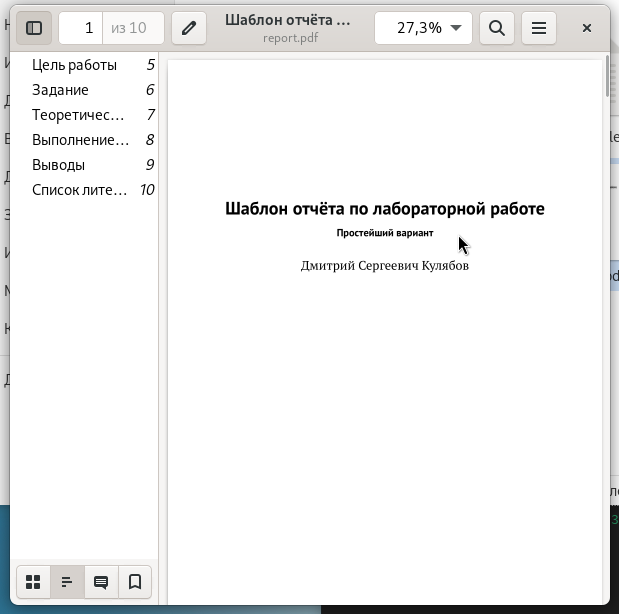 Шаблон отчёта ...
report.pdf
1 из 10
27,3%
Цель работы 5
Задание 6
Теоретичес... 7
Выполнение... 8
Выводы 9
Список лите... 10
Шаблон отчёта по лабораторной работе
Простейший вариант
Дмитрий Сергеевич Кулябов